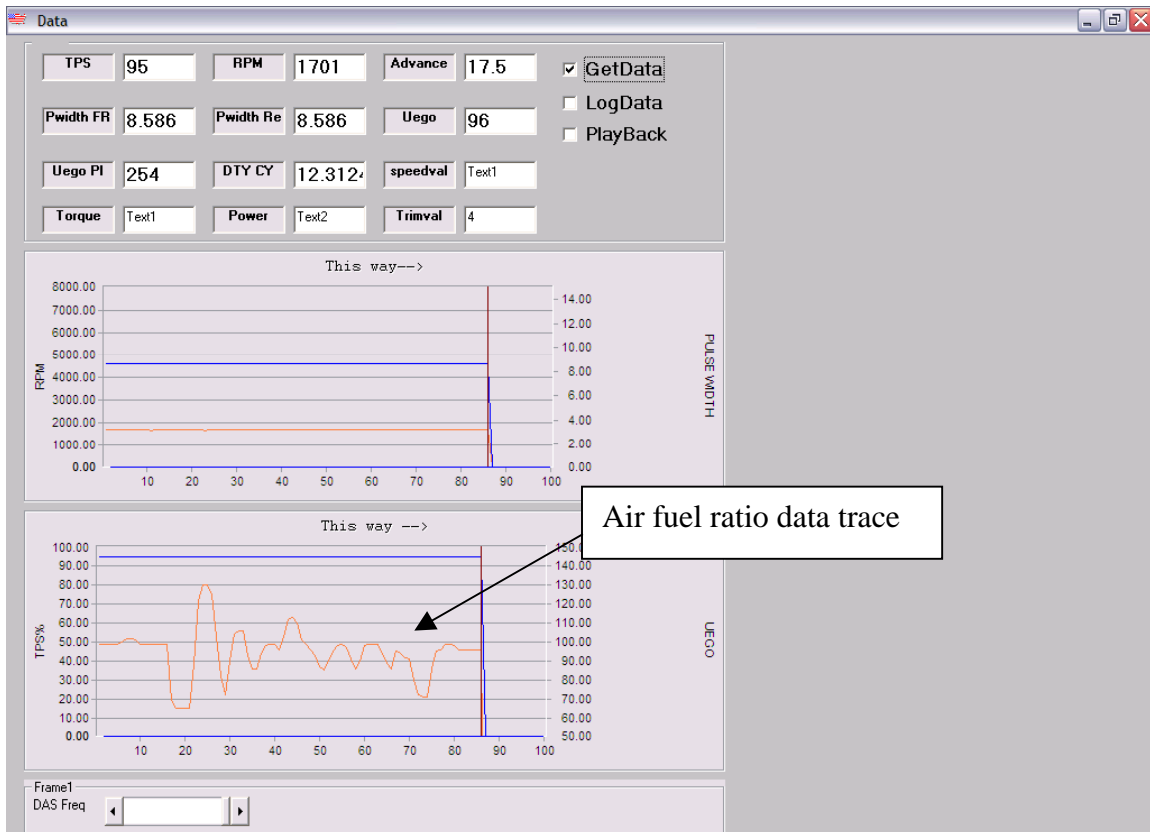 Data
TPS 95 RPM 1701 Advance 17.5 GetData
LogData
Pwidth FR 8.586 Pwidth Re 8.586 Uego 96
PlayBack
Uego Pl 254 DTY CY 12.3124 speedval Text1
Torque Text1 Power Text2 Trimval 4
This way-->
8000.00
7000.00
6000.00
5000.00
4000.00
3000.00
2000.00
1000.00
0.00
RPM
14.00
12.00
10.00
8.00
6.00
4.00
2.00
0.00
PULSE WIDTH
10 20 30 40 50 60 70 80 90 100
Air fuel ratio data trace
This way -->
100.00
90.00
80.00
70.00
60.00
50.00
40.00
30.00
20.00
10.00
0.00
TPS%
150.0
140.00
130.00
120.00
110.00
100.00
90.00
80.00
70.00
60.00
50.00
UEGO
10 20 30 40 50 60 70 80 90 100
Frame1
DAS Freq